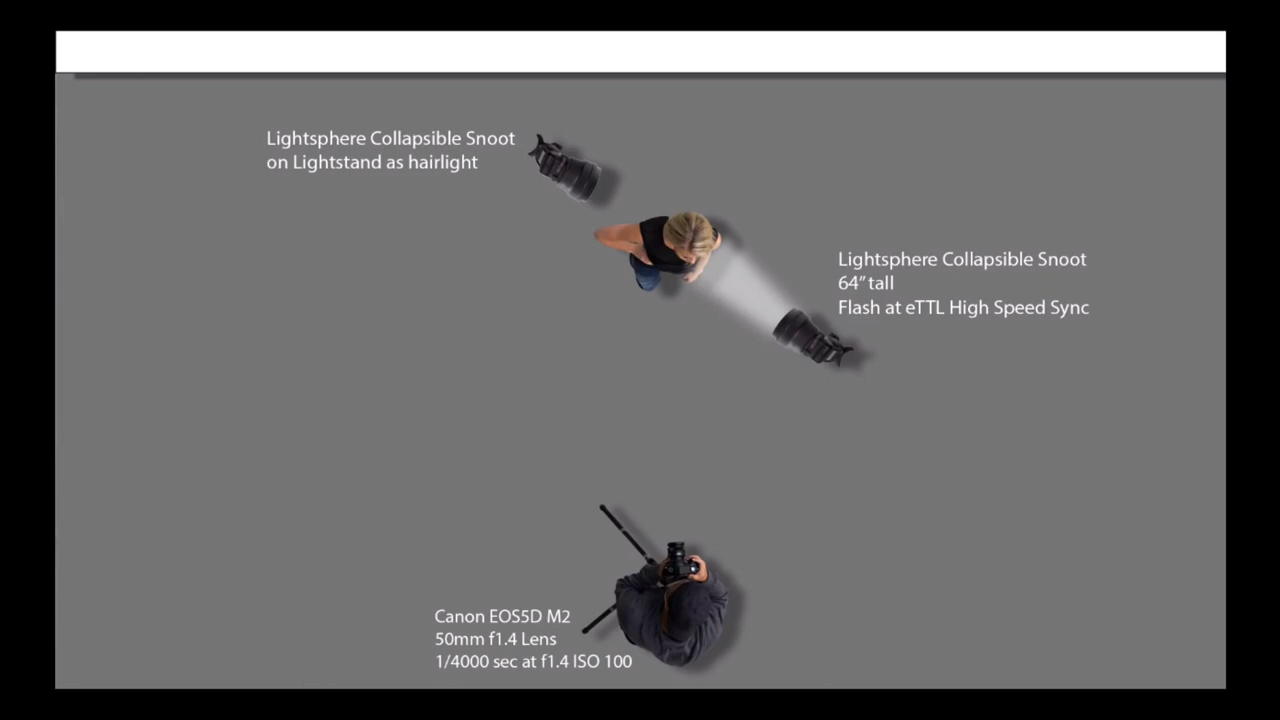 Lightsphere Collapsible Snoot
on Lightstand as hairlight
Lightsphere Collapsible Snoot
64" tall
Flash at eTTL High Speed Sync
Canon EOS5D M2
50mm f1.4 Lens
1/4000 sec at f1.4 ISO 100